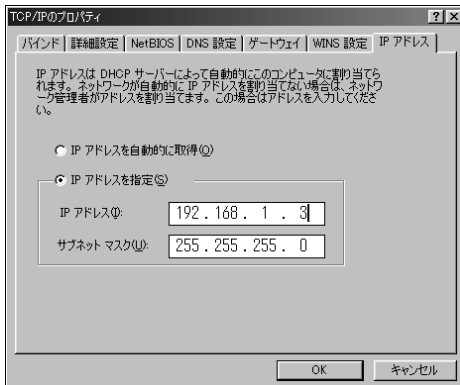 TCP/IPのプロパティ
バインド 詳細設定 NetBIOS DNS 設定 ゲートウェイ WINS 設定 IP アドレス
IP アドレスは DHCP サーバーによって自動的にこのコンピュータに割り当てら
れます。ネットワークが自動的に IP アドレスを割り当てない場合は、ネットワ
ーク管理者がアドレスを割り当てます。この場合はアドレスを入力してくださ
い。
IP アドレスを自動的に取得(O)
IP アドレスを指定(S)
IP アドレス(I): 192 . 168 . 1 . 3
サブネット マスク(U): 255 . 255 . 255 . 0
OK キャンセル